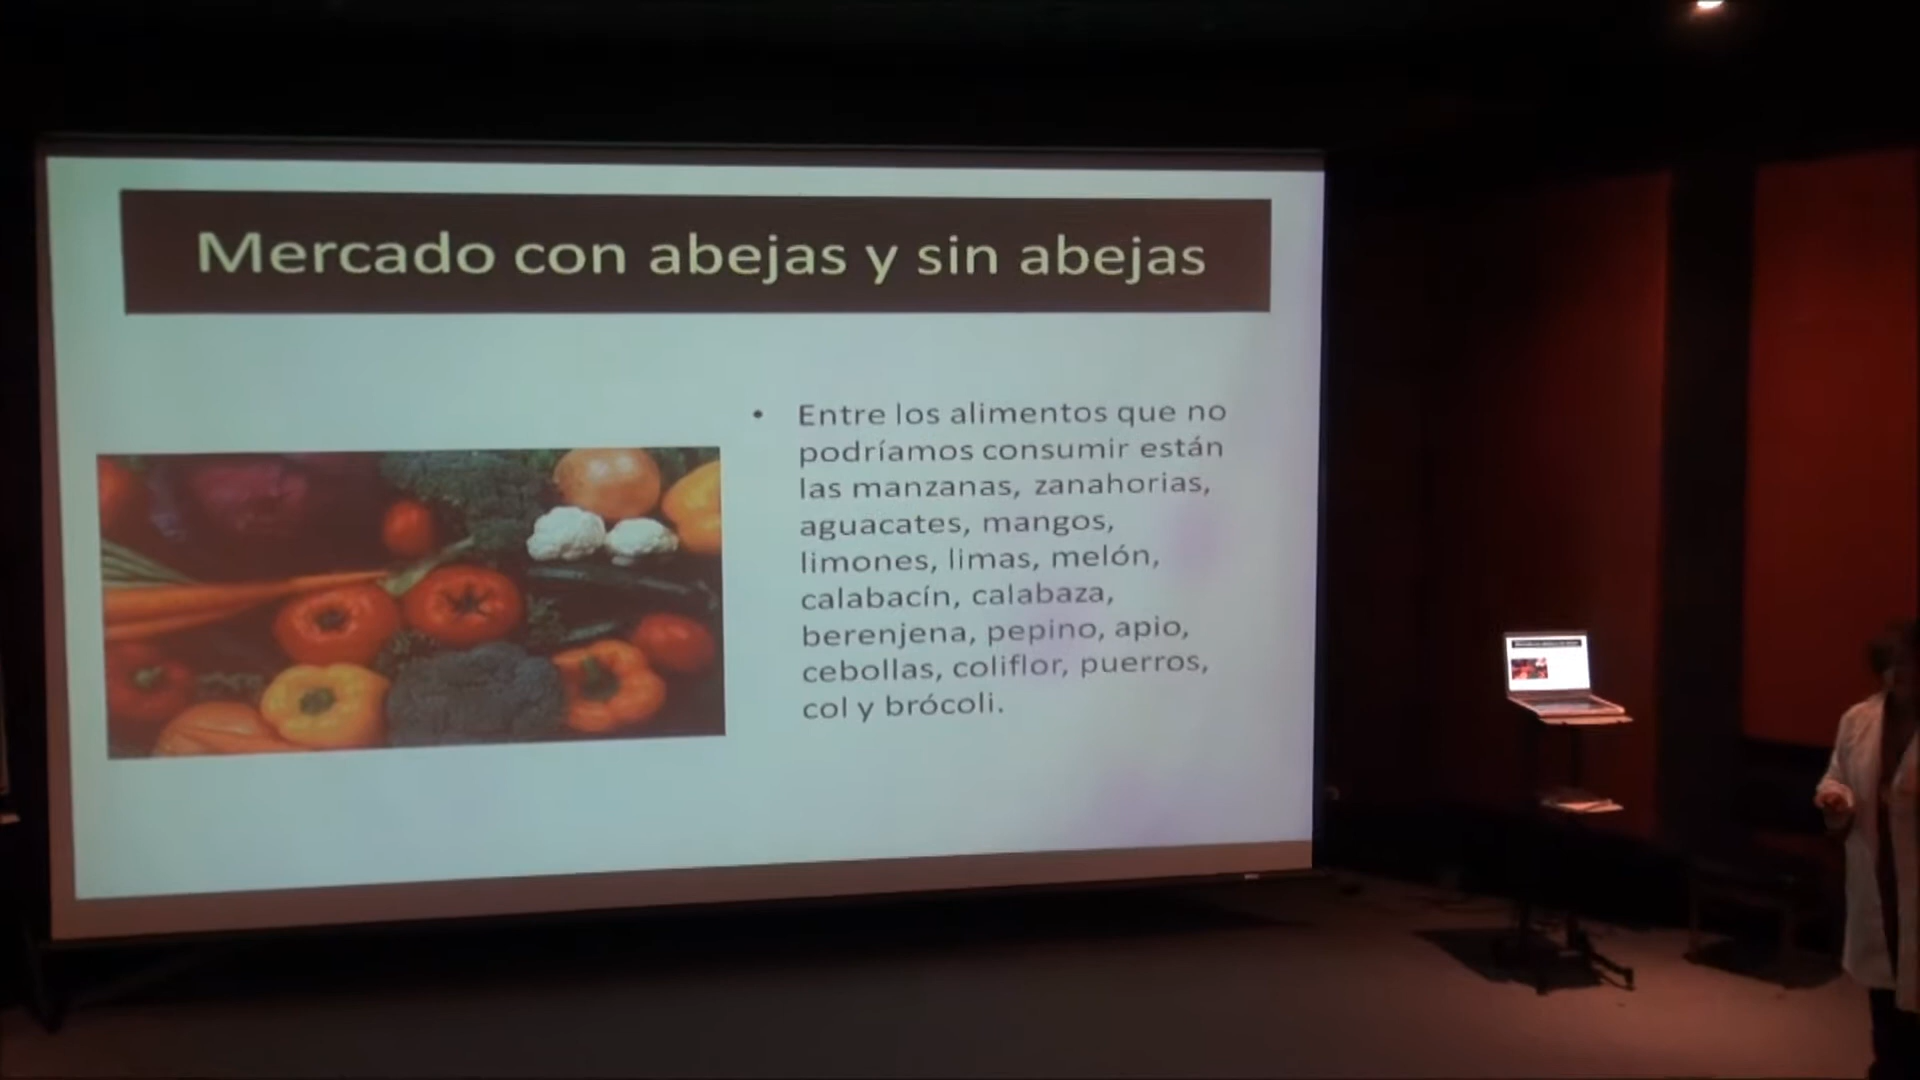 Mercado con abejas y sin abejas
• Entre los alimentos que no
podríamos consumir están
las manzanas, zanahorias,
aguacates, mangos,
limones, limas, melón,
calabacín, calabaza,
berenjena, pepino, apio,
cebollas, coliflor, puerros,
col y brócoli.